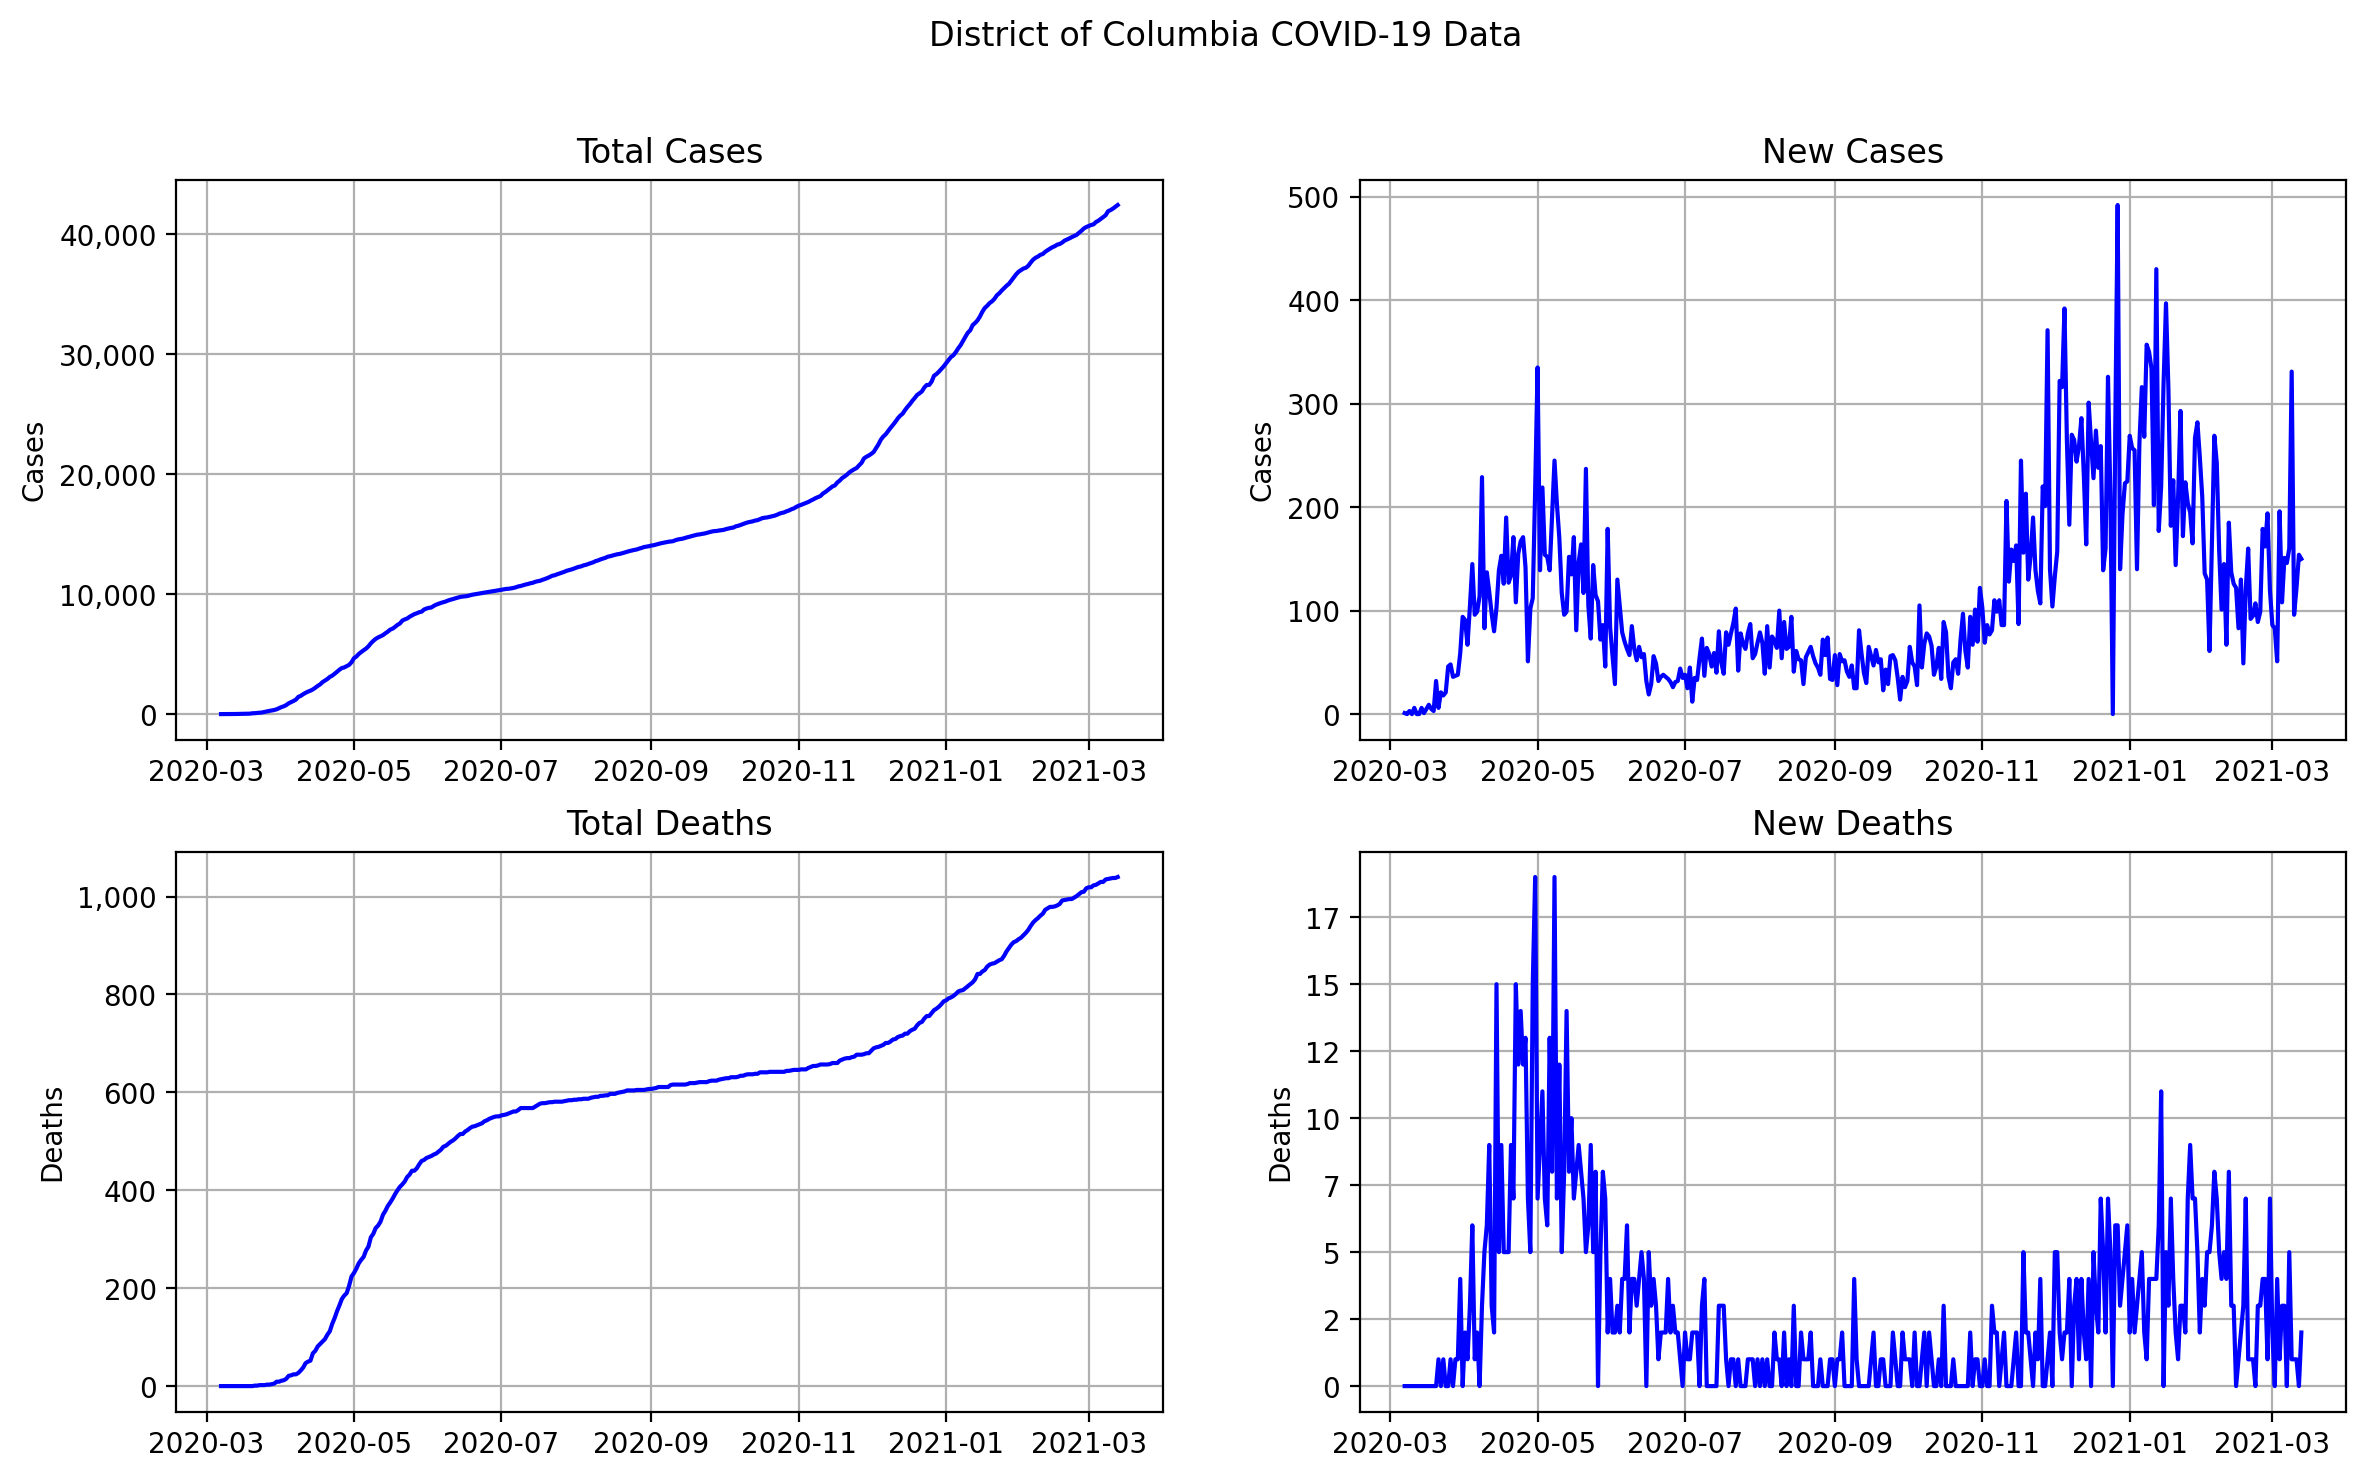 District of Columbia COVID-19 Data
Total Cases
Cases
40,000
30,000
20,000
10,000
0
2020-03 2020-05 2020-07 2020-09 2020-11 2021-01 2021-03
New Cases
Cases
500
400
300
200
100
0
2020-03 2020-05 2020-07 2020-09 2020-11 2021-01 2021-03
Total Deaths
Deaths
1,000
800
600
400
200
0
2020-03 2020-05 2020-07 2020-09 2020-11 2021-01 2021-03
New Deaths
Deaths
17
15
12
10
7
5
2
0
2020-03 2020-05 2020-07 2020-09 2020-11 2021-01 2021-03